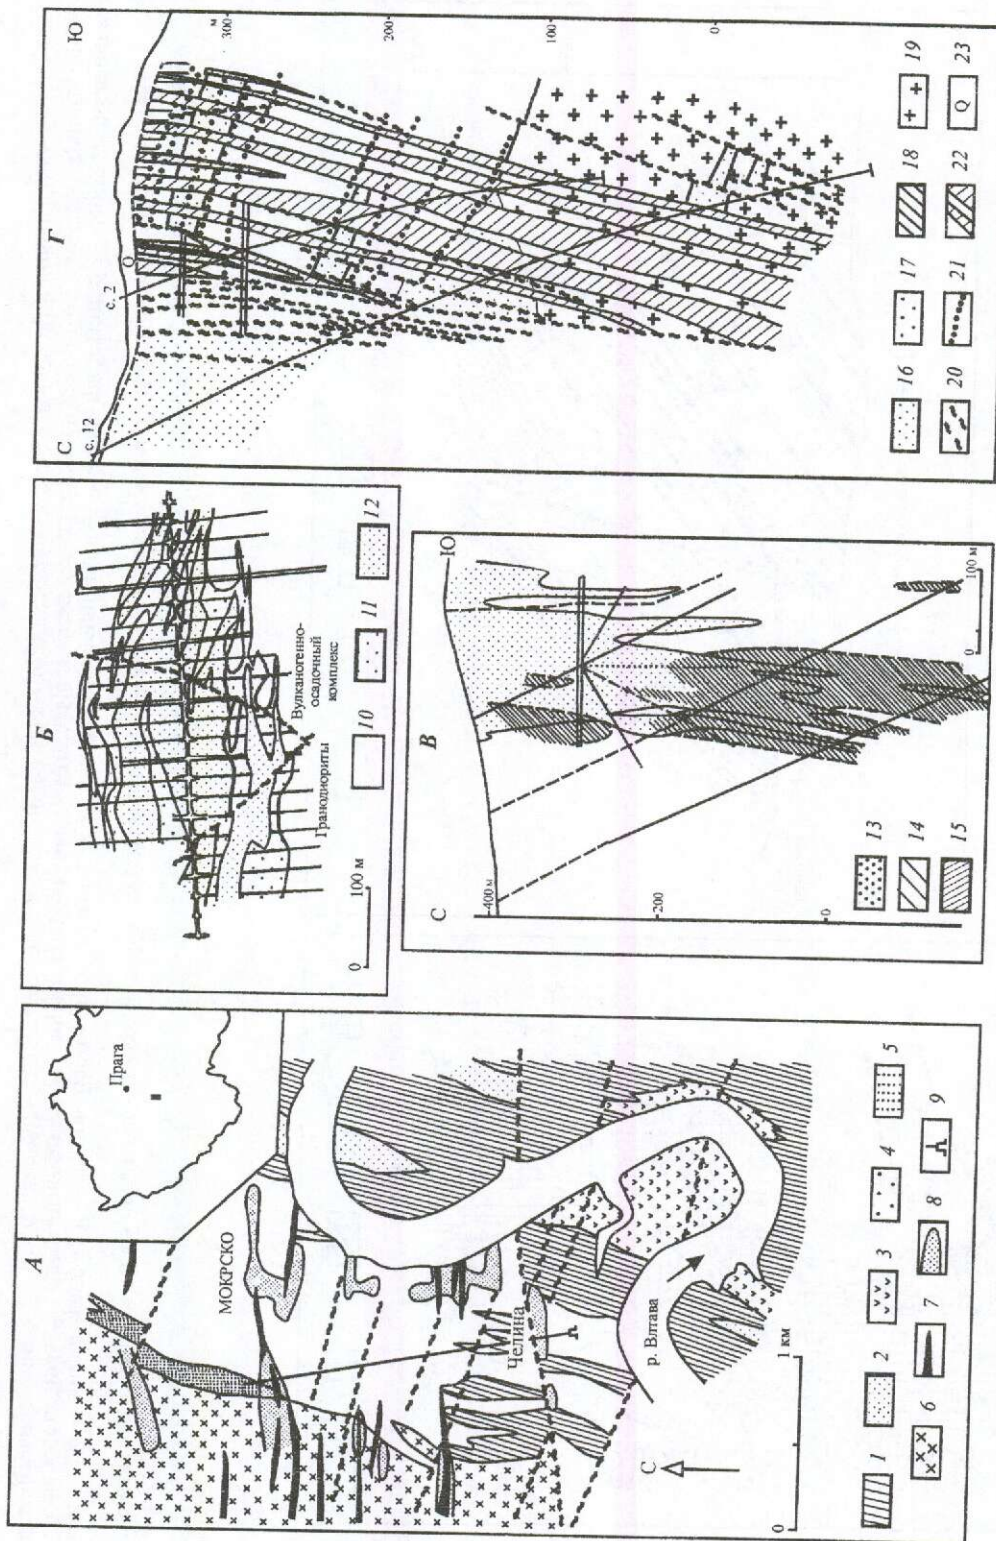 А
Прага
МОКРСКО
Челина
р. Влтава
С
0
1 км
1
2
3
4
5
6
7
8
9
Б
Гранодиориты
Вулканогенно-
осадочный
комплекс
0
100 м
10
11
12
В
С
Ю
400 м
200
0
0
100 м
13
14
15
Г
С
Ю
с. 12
с. 2
Q
м
300
200
100
0
16
17
18
19
20
21
22
23
Q